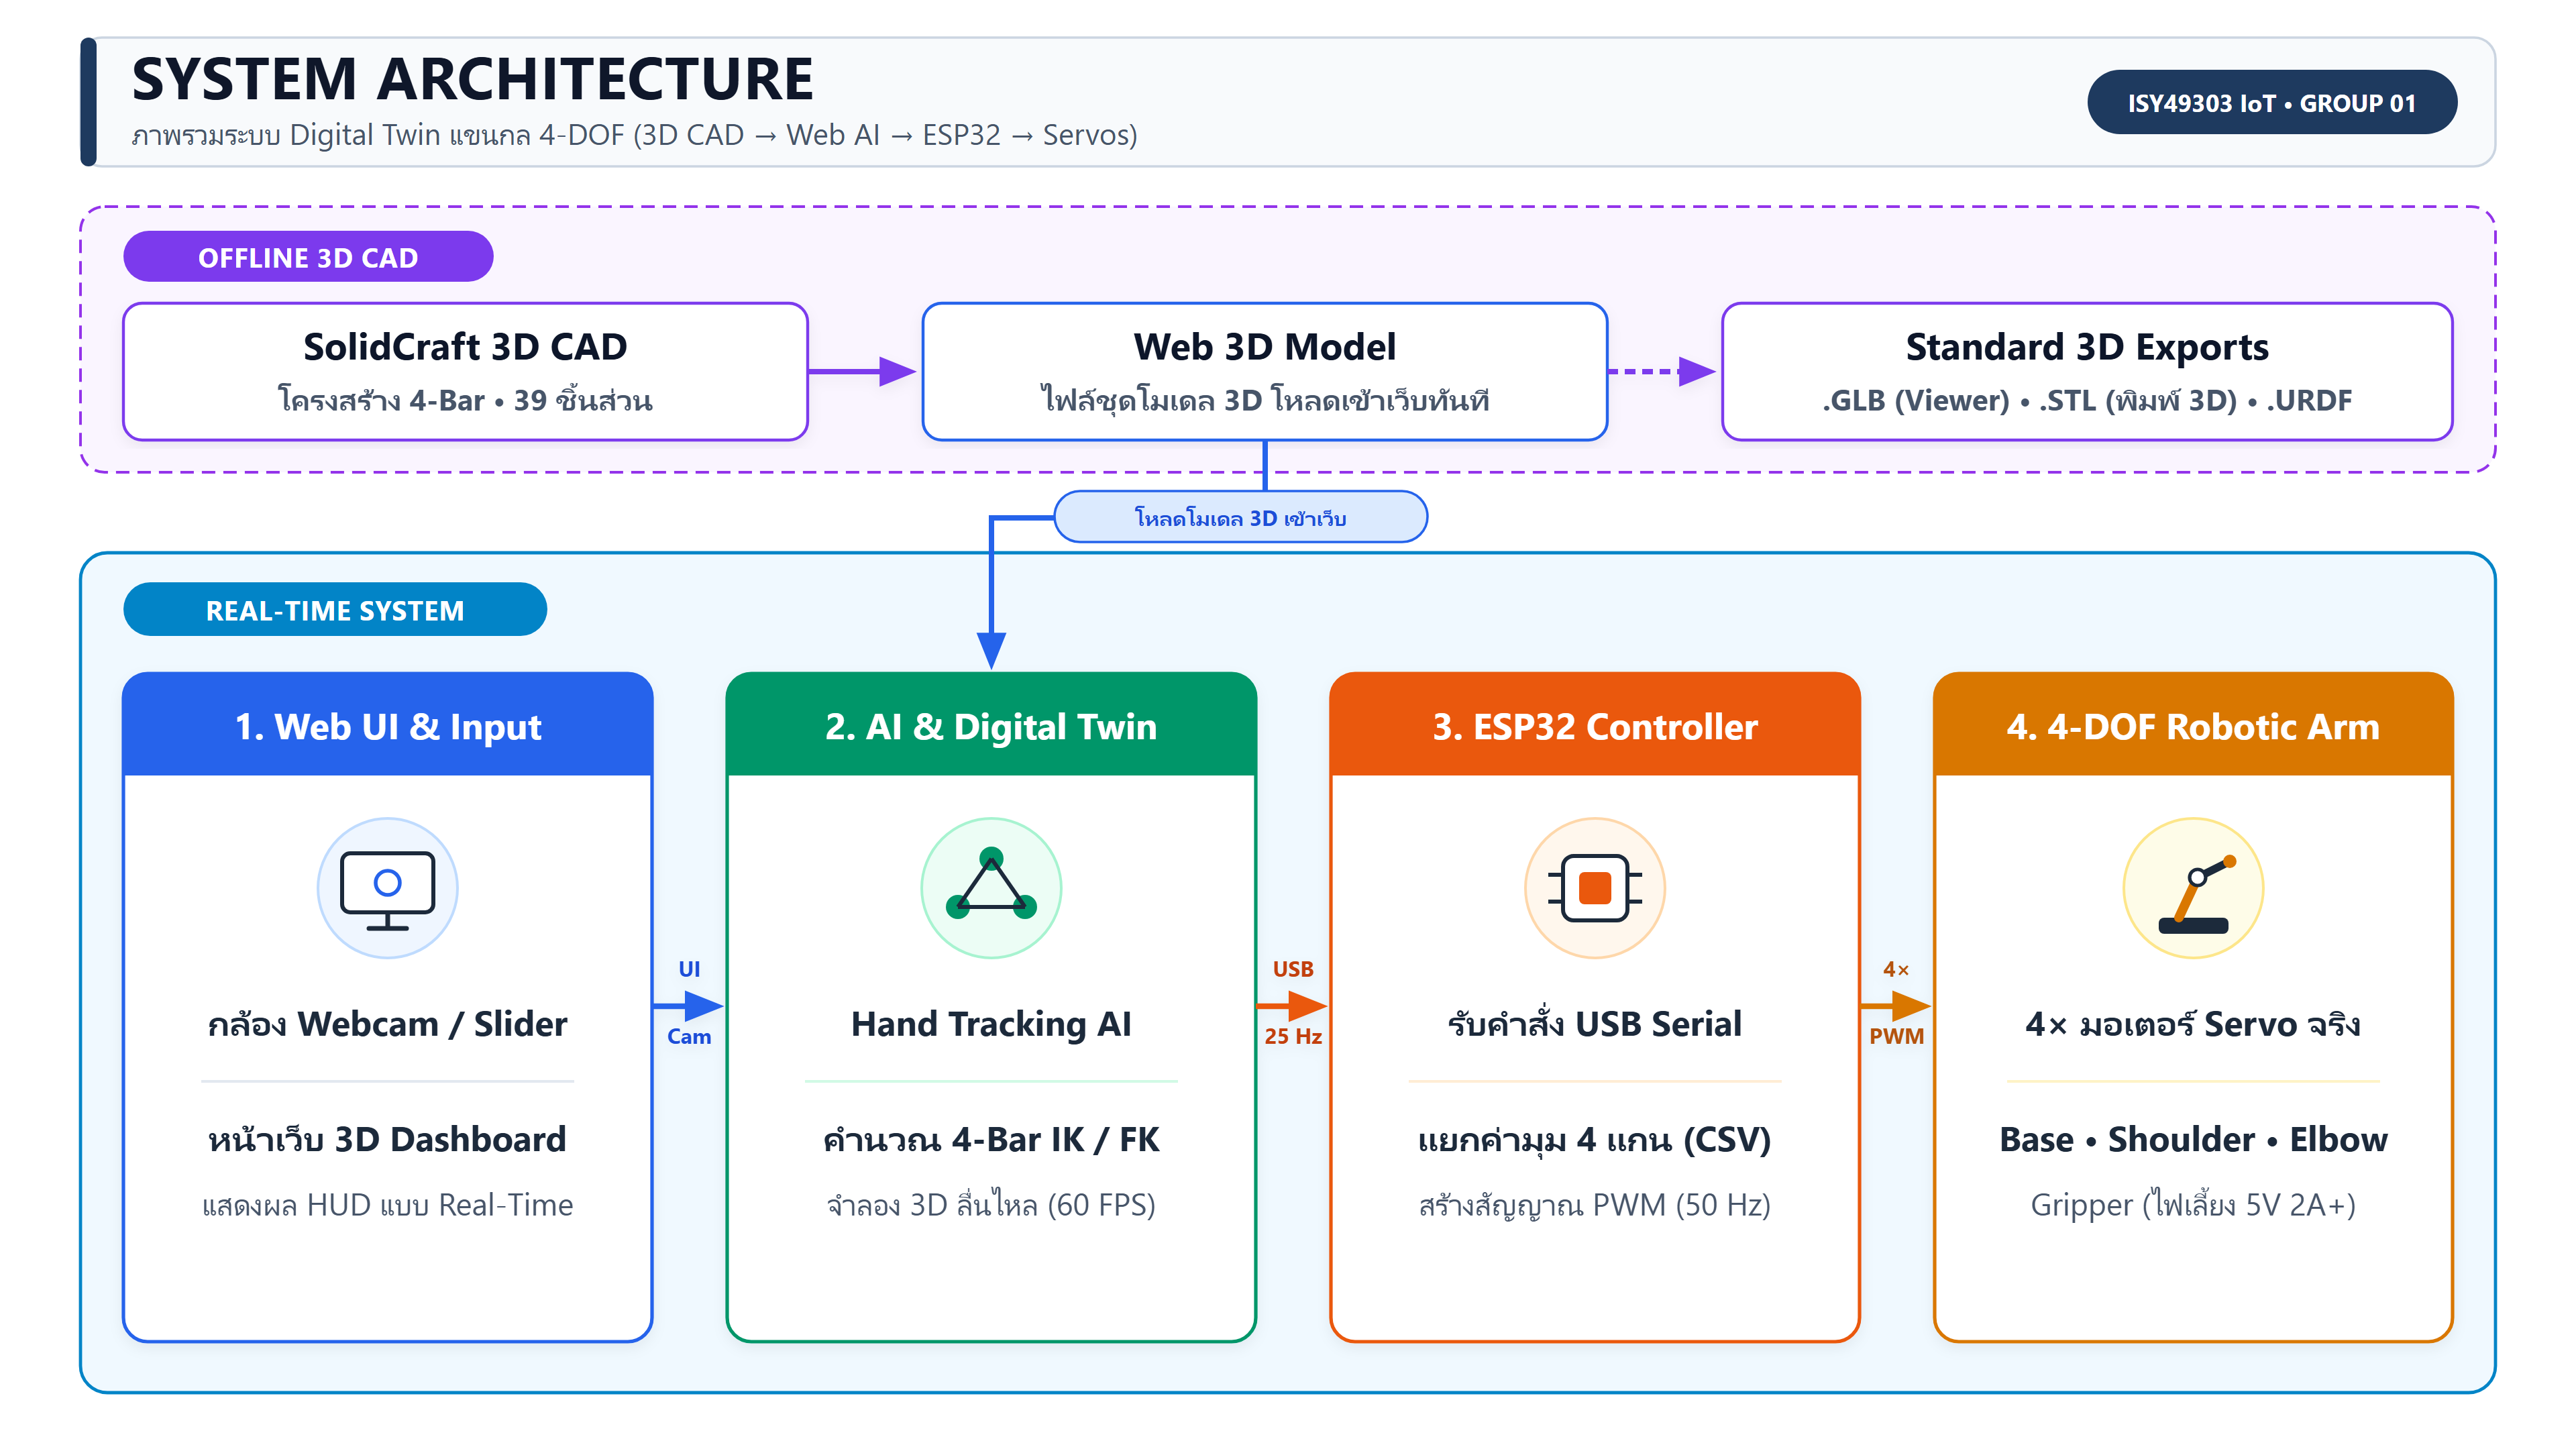 SYSTEM ARCHITECTURE
ภาพรวมระบบ Digital Twin แขนกล 4-DOF (3D CAD → Web AI → ESP32 → Servos)
ISY49303 IoT • GROUP 01
OFFLINE 3D CAD
SolidCraft 3D CAD
โครงสร้าง 4-Bar • 39 ชิ้นส่วน
Web 3D Model
ไฟล์ชุดโมเดล 3D โหลดเข้าเว็บทันที
Standard 3D Exports
.GLB (Viewer) • .STL (พิมพ์ 3D) • .URDF
โหลดโมเดล 3D เข้าเว็บ
REAL-TIME SYSTEM
1. Web UI & Input
กล้อง Webcam / Slider
หน้าเว็บ 3D Dashboard
แสดงผล HUD แบบ Real-Time
UI
Cam
2. AI & Digital Twin
Hand Tracking AI
คำนวณ 4-Bar IK / FK
จำลอง 3D ลื่นไหล (60 FPS)
USB
25 Hz
3. ESP32 Controller
รับคำสั่ง USB Serial
แยกค่ามุม 4 แกน (CSV)
สร้างสัญญาณ PWM (50 Hz)
4×
PWM
4. 4-DOF Robotic Arm
4× มอเตอร์ Servo จริง
Base • Shoulder • Elbow
Gripper (ไฟเลี้ยง 5V 2A+)